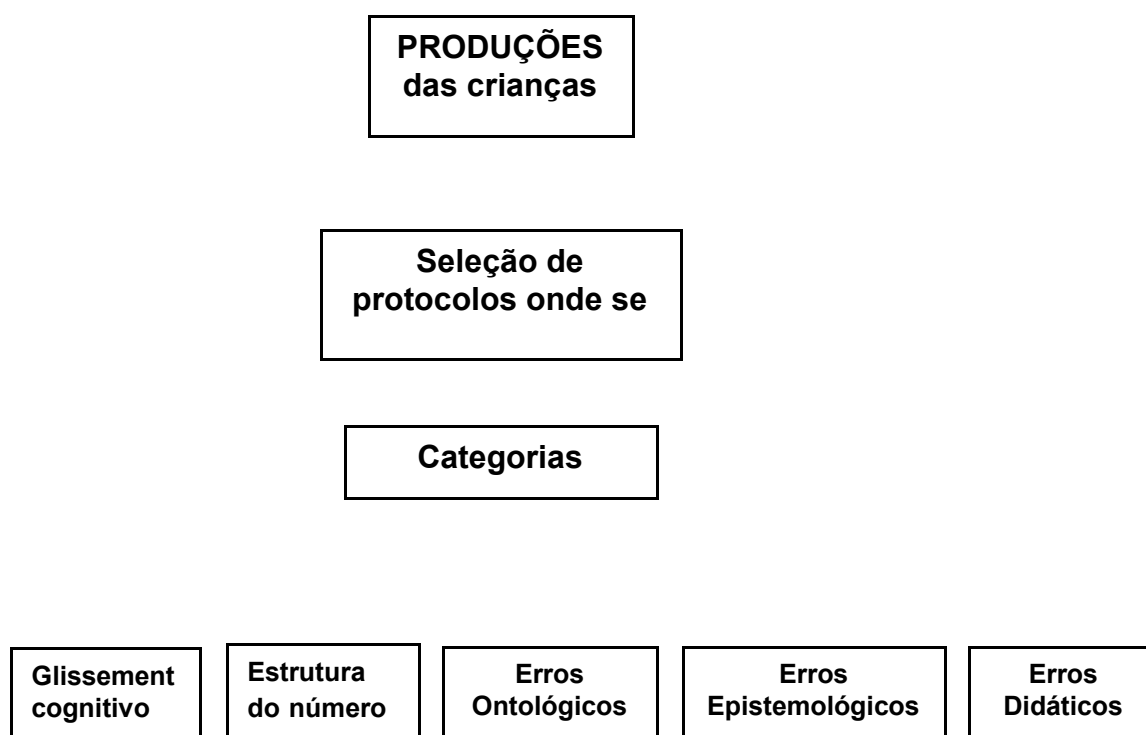 PRODUÇÕES
das crianças
Seleção de
protocolos onde se
Categorias
Glissement
cognitivo
Estrutura
do número
Erros
Ontológicos
Erros
Epistemológicos
Erros
Didáticos